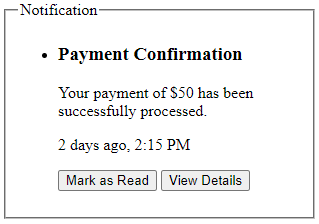 Notification
Payment Confirmation
Your payment of $50 has been
successfully processed.
2 days ago, 2:15 PM
Mark as Read View Details